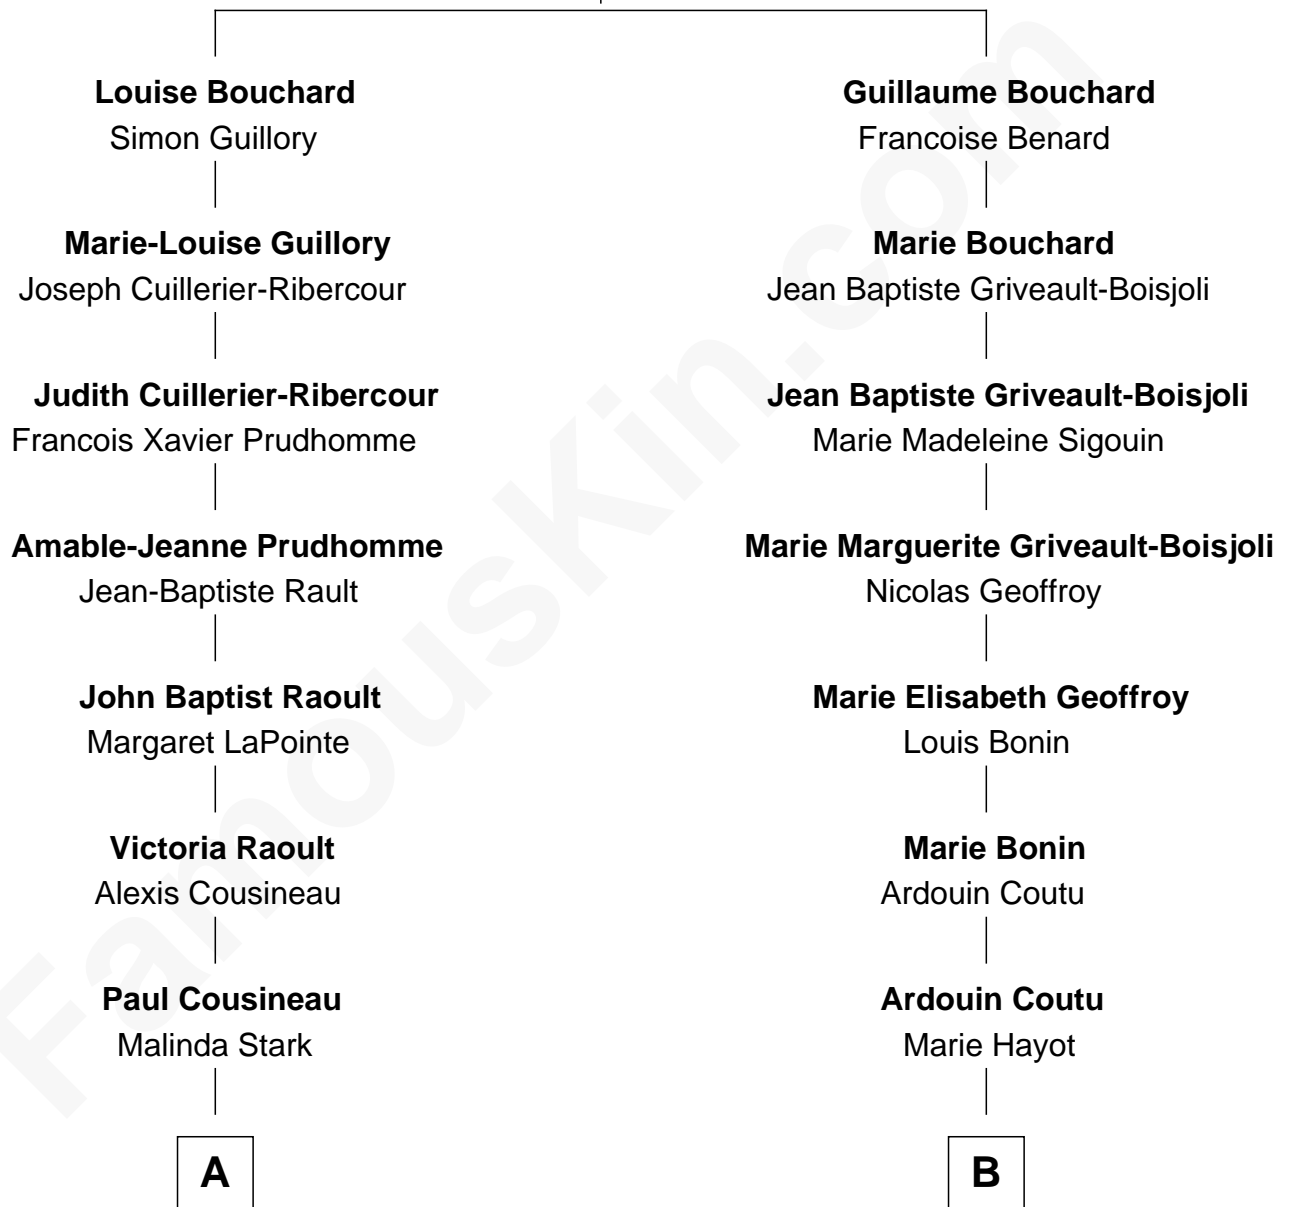 Louise Bouchard
Simon Guillory
Marie-Louise Guillory
Joseph Cuillerier-Ribercour
Judith Cuillerier-Ribercour
Francois Xavier Prudhomme
Amable-Jeanne Prudhomme
Jean-Baptiste Rault
John Baptist Raoult
Margaret LaPointe
Victoria Raoult
Alexis Cousineau
Paul Cousineau
Malinda Stark
A
Guillaume Bouchard
Francoise Benard
Marie Bouchard
Jean Baptiste Griveault-Boisjoli
Jean Baptiste Griveault-Boisjoli
Marie Madeleine Sigouin
Marie Marguerite Griveault-Boisjoli
Nicolas Geoffroy
Marie Elisabeth Geoffroy
Louis Bonin
Marie Bonin
Ardouin Coutu
Ardouin Coutu
Marie Hayot
B
FamousKin.com